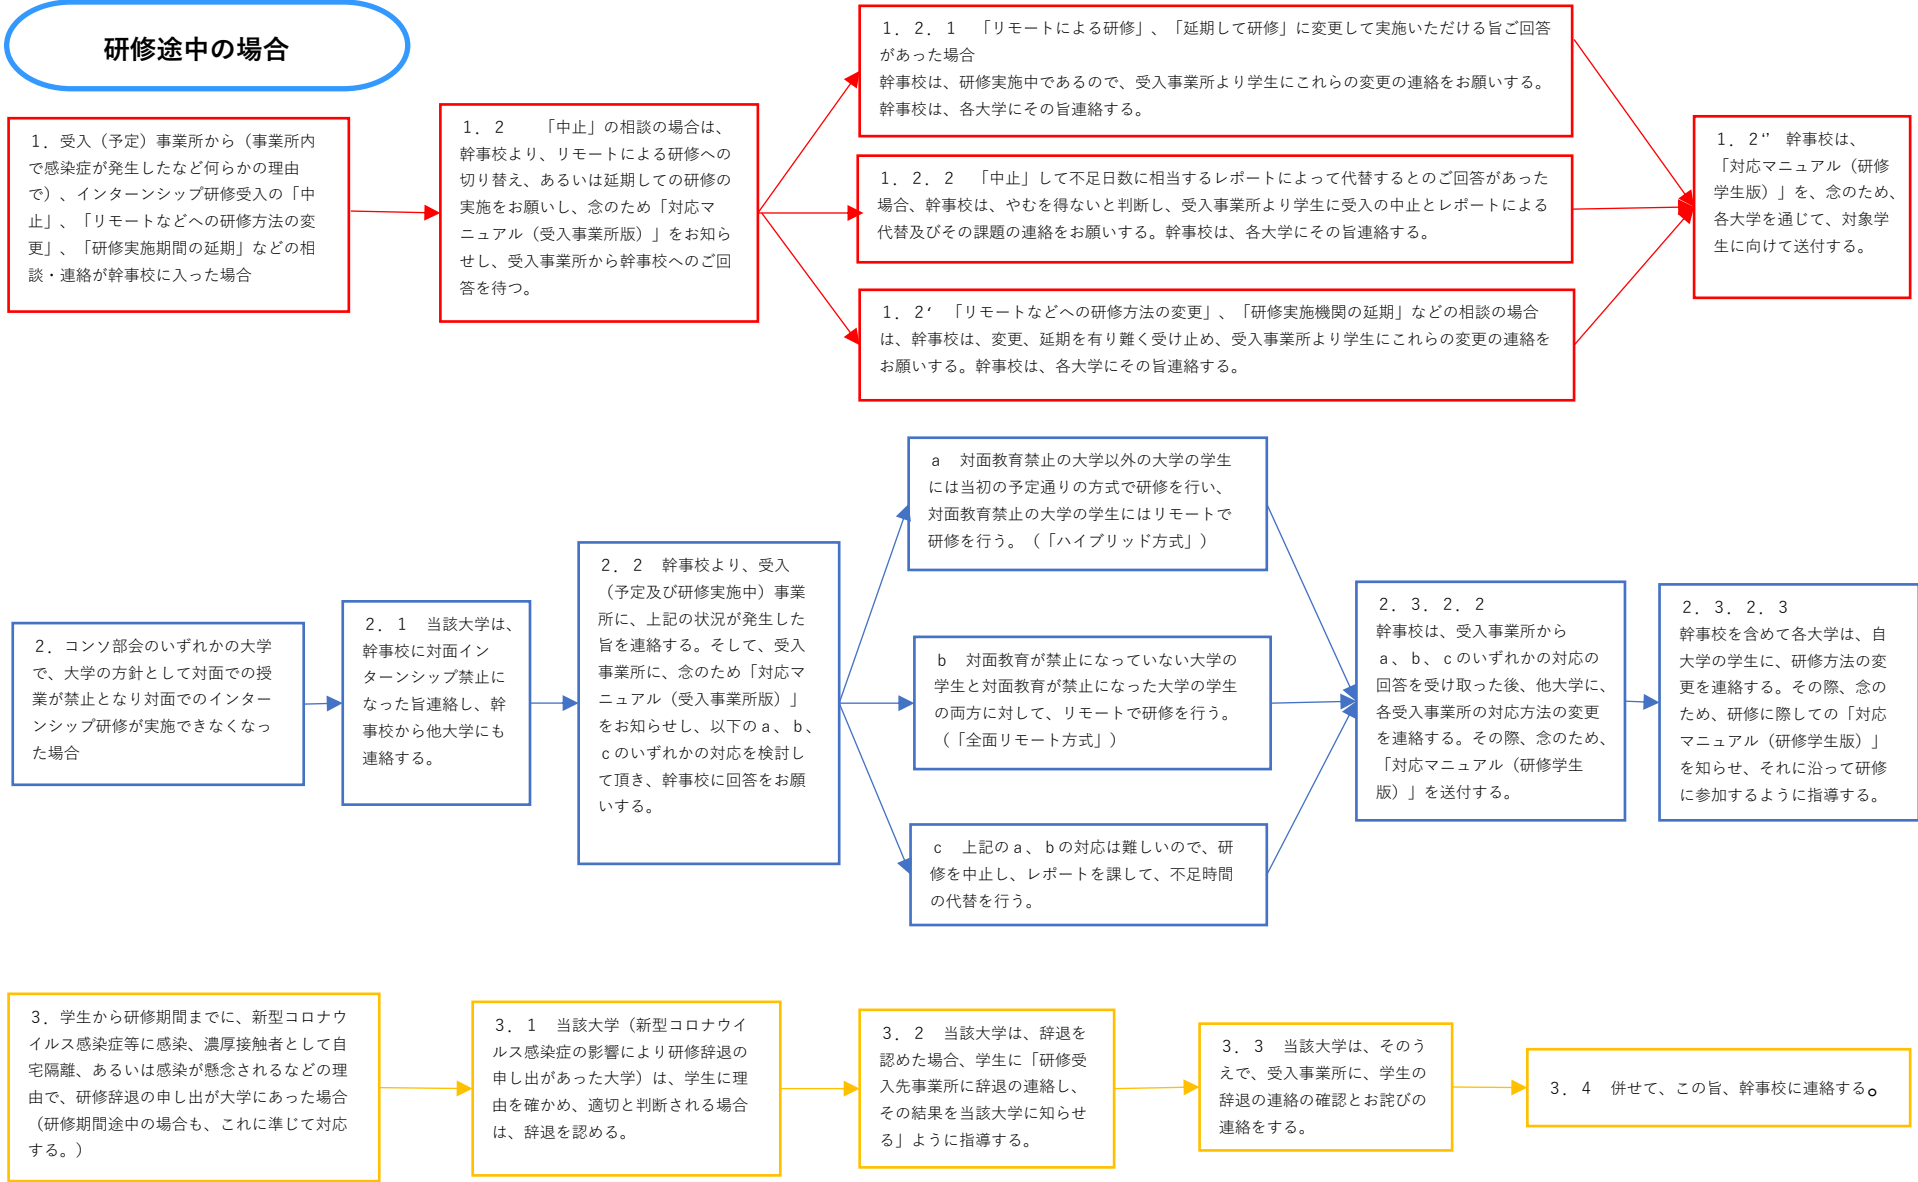 研修途中の場合
1．受入（予定）事業所から（事業所内
で感染症が発生したなど何らかの理由
で）、インターンシップ研修受入の「中
止」、「リモートなどへの研修方法の変
更」、「研修実施期間の延期」などの相
談・連絡が幹事校に入った場合
1．2　「中止」の相談の場合は、
幹事校より、リモートによる研修への
切り替え、あるいは延期しての研修の
実施をお願いし、念のため「対応マ
ニュアル（受入事業所版）」をお知ら
せし、受入事業所から幹事校へのご回
答を待つ。
1．2．1　「リモートによる研修」、「延期して研修」に変更して実施いただける旨ご回答
があった場合
幹事校は、研修実施中であるので、受入事業所より学生にこれらの変更の連絡をお願いする。
幹事校は、各大学にその旨連絡する。
1．2．2　「中止」して不足日数に相当するレポートによって代替するとのご回答があった
場合、幹事校は、やむを得ないと判断し、受入事業所より学生に受入の中止とレポートによる
代替及びその課題の連絡をお願いする。幹事校は、各大学にその旨連絡する。
1．2‘　「リモートなどへの研修方法の変更」、「研修実施機関の延期」などの相談の場合
は、幹事校は、変更、延期を有り難く受け止め、受入事業所より学生にこれらの変更の連絡を
お願いする。幹事校は、各大学にその旨連絡する。
1．2‘’　幹事校は、
「対応マニュアル（研修
学生版）」を、念のため、
各大学を通じて、対象学
生に向けて送付する。
2．コンソ部会のいずれかの大学
で、大学の方針として対面での授
業が禁止となり対面でのインター
ンシップ研修が実施できなくなっ
た場合
2．1　当該大学は、
幹事校に対面イン
ターンシップ禁止に
なった旨連絡し、幹
事校から他大学にも
連絡する。
2．2　幹事校より、受入
（予定及び研修実施中）事業
所に、上記の状況が発生した
旨を連絡する。そして、受入
事業所に、念のため「対応マ
ニュアル（受入事業所版）」
をお知らせし、以下のａ、ｂ、
ｃのいずれかの対応を検討し
て頂き、幹事校に回答をお願
いする。
ａ　対面教育禁止の大学以外の大学の学生
には当初の予定通りの方式で研修を行い、
対面教育禁止の大学の学生にはリモートで
研修を行う。（「ハイブリッド方式」）
ｂ　対面教育が禁止になっていない大学の
学生と対面教育が禁止になった大学の学生
の両方に対して、リモートで研修を行う。
（「全面リモート方式」）
ｃ　上記のａ、ｂの対応は難しいので、研
修を中止し、レポートを課して、不足時間
の代替を行う。
2．3．2．2
幹事校は、受入事業所から
ａ、ｂ、ｃのいずれかの対応の
回答を受け取った後、他大学に、
各受入事業所の対応方法の変更
を連絡する。その際、念のため、
「対応マニュアル（研修学生
版）」を送付する。
2．3．2．3
幹事校を含めて各大学は、自
大学の学生に、研修方法の変
更を連絡する。その際、念の
ため、研修に際しての「対応
マニュアル（研修学生版）」
を知らせ、それに沿って研修
に参加するように指導する。
3．学生から研修期間までに、新型コロナウ
イルス感染症等に感染、濃厚接触者として自
宅隔離、あるいは感染が懸念されるなどの理
由で、研修辞退の申し出が大学にあった場合
（研修期間途中の場合も、これに準じて対応
する。）
3．1　当該大学（新型コロナウイ
ルス感染症の影響により研修辞退の
申し出があった大学）は、学生に理
由を確かめ、適切と判断される場合
は、辞退を認める。
3．2　当該大学は、辞退を
認めた場合、学生に「研修受
入先事業所に辞退の連絡し、
その結果を当該大学に知らせ
る」ように指導する。
3．3　当該大学は、そのう
えで、受入事業所に、学生の
辞退の連絡の確認とお詫びの
連絡をする。
3．4　併せて、この旨、幹事校に連絡する。